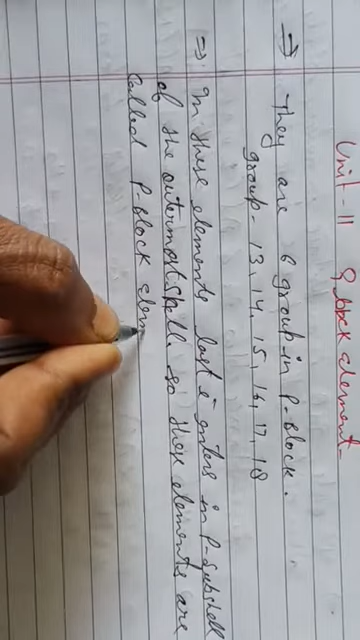 Unit-11 P-block element-
→ They are 6 group in P-Block.
group- 13, 14, 15, 16, 17, 18
⇒ In these elements last e⁻ enters in P-Subshell
of the outermost shell so these elements are
Called P-block elem